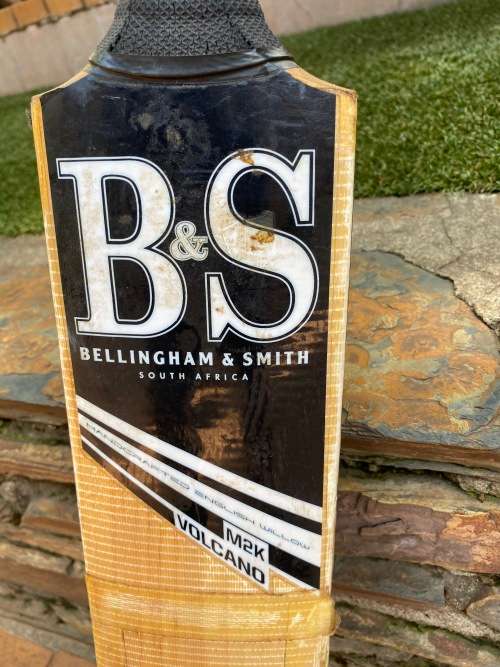 B&S
BELLINGHAM & SMITH
SOUTH AFRICA
HANDCRAFTED ENGLISH WILLOW
M2K
VOLCANO